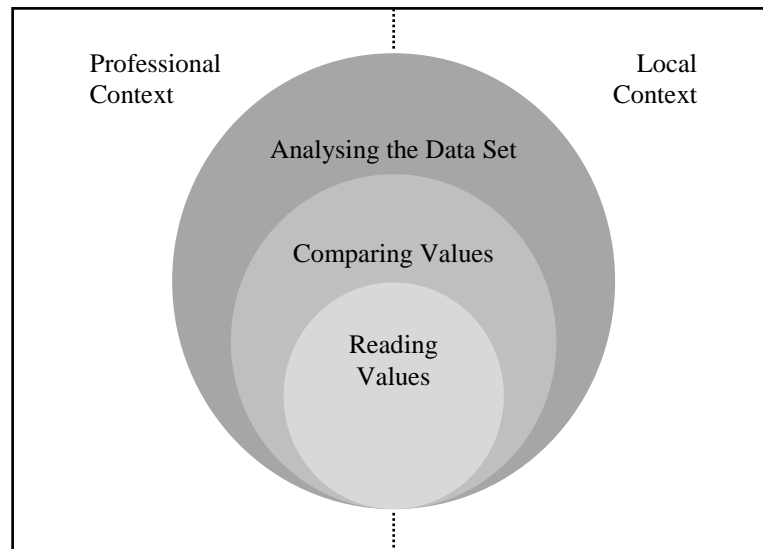 Professional
Context
Local
Context
Analysing the Data Set
Comparing Values
Reading
Values